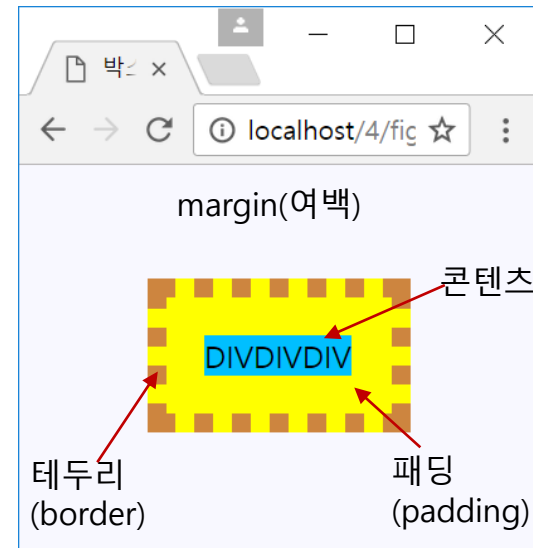 박스
localhost/4/fig
margin(여백)
콘텐츠
DIVDIVDIV
테두리
(border)
패딩
(padding)